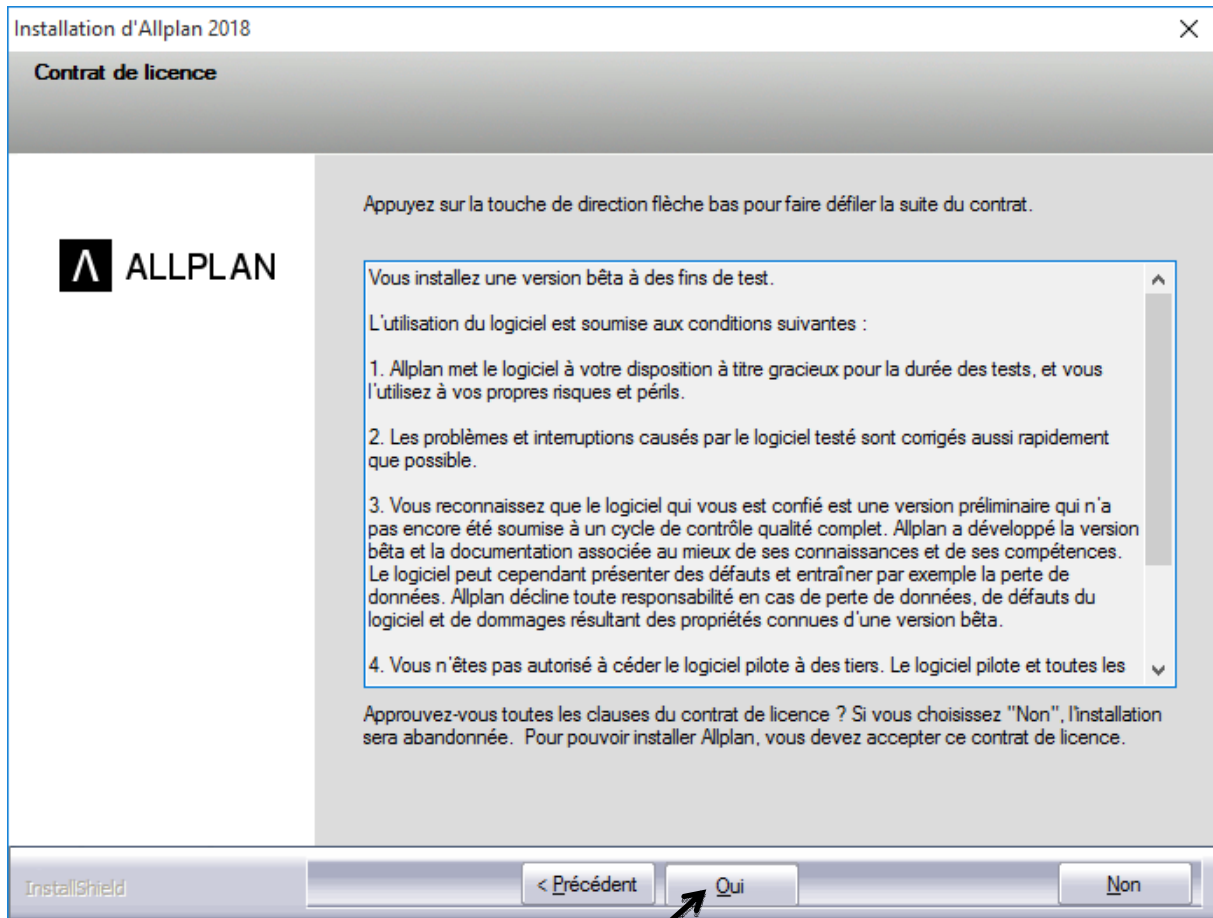 Installation d'Allplan 2018
Contrat de licence
Appuyez sur la touche de direction flèche bas pour faire défiler la suite du contrat.
ALLPLAN
Vous installez une version bêta à des fins de test.
L'utilisation du logiciel est soumise aux conditions suivantes :
1. Allplan met le logiciel à votre disposition à titre gracieux pour la durée des tests, et vous
l'utilisez à vos propres risques et périls.
2. Les problèmes et interruptions causés par le logiciel testé sont corrigés aussi rapidement
que possible.
3. Vous reconnaissez que le logiciel qui vous est confié est une version préliminaire qui n'a
pas encore été soumise à un cycle de contrôle qualité complet. Allplan a développé la version
bêta et la documentation associée au mieux de ses connaissances et de ses compétences.
Le logiciel peut cependant présenter des défauts et entraîner par exemple la perte de
données. Allplan décline toute responsabilité en cas de perte de données, de défauts du
logiciel et de dommages résultant des propriétés connues d'une version bêta.
4. Vous n'êtes pas autorisé à céder le logiciel pilote à des tiers. Le logiciel pilote et toutes les
Approuvez-vous toutes les clauses du contrat de licence ? Si vous choisissez "Non", l'installation
sera abandonnée. Pour pouvoir installer Allplan, vous devez accepter ce contrat de licence.
InstallShield
< Précédent
Oui
Non